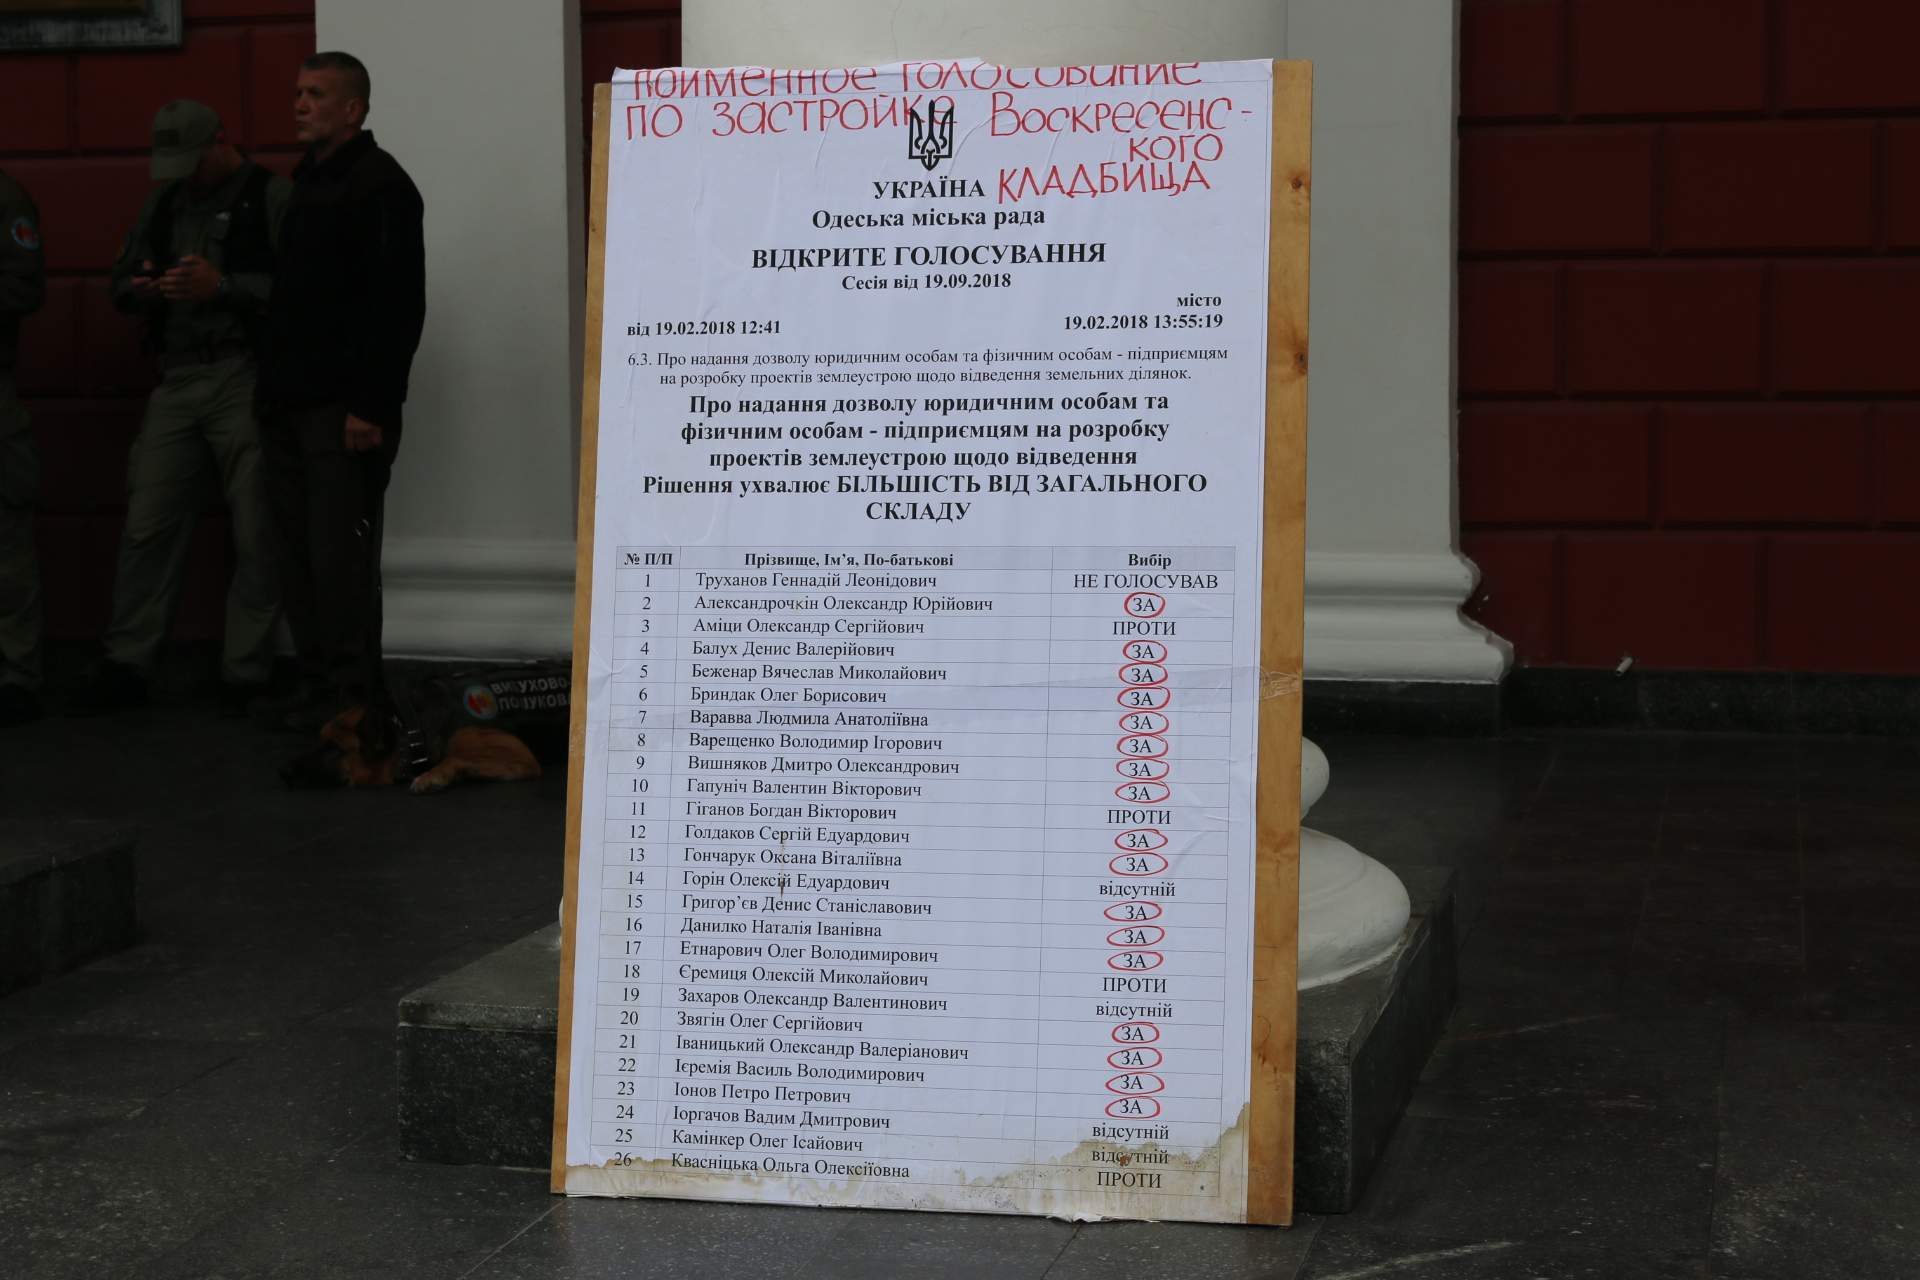 ПОИМЕННОЕ ГОЛОСОВАНИЕ
ПО ЗАСТРОЙКЕ ВОСКРЕСЕНС-
КОГО
КЛАДБИЩА
УКРАЇНА
Одеська міська рада
ВІДКРИТЕ ГОЛОСУВАННЯ
Сесія від 19.09.2018
місто
від 19.02.2018 12:41 19.02.2018 13:55:19
6.3. Про надання дозволу юридичним особам та фізичним особам - підприємцям
на розробку проектів землеустрою щодо відведення земельних ділянок.
Про надання дозволу юридичним особам та
фізичним особам - підприємцям на розробку
проектів землеустрою щодо відведення
Рішення ухвалює БІЛЬШІСТЬ ВІД ЗАГАЛЬНОГО
СКЛАДУ
№ П/П Прізвище, Ім’я, По-батькові Вибір
1 Труханов Геннадій Леонідович НЕ ГОЛОСУВАВ
2 Александрочкін Олександр Юрійович ЗА
3 Аміци Олександр Сергійович ПРОТИ
4 Балух Денис Валерійович ЗА
5 Беженар Вячеслав Миколайович ЗА
6 Бриндак Олег Борисович ЗА
7 Варавва Людмила Анатоліївна ЗА
8 Варещенко Володимир Ігорович ЗА
9 Вишняков Дмитро Олександрович ЗА
10 Гапуніч Валентин Вікторович ЗА
11 Гіганов Богдан Вікторович ПРОТИ
12 Голдаков Сергій Едуардович ЗА
13 Гончарук Оксана Віталіївна ЗА
14 Горін Олексій Едуардович відсутній
15 Григор’єв Денис Станіславович ЗА
16 Данилко Наталія Іванівна ЗА
17 Етнарович Олег Володимирович ЗА
18 Єремиця Олексій Миколайович ПРОТИ
19 Захаров Олександр Валентинович відсутній
20 Звягін Олег Сергійович ЗА
21 Іваницький Олександр Валеріанович ЗА
22 Ієремія Василь Володимирович ЗА
23 Іонов Петро Петрович ЗА
24 Іоргачов Вадим Дмитрович відсутній
25 Камінкер Олег Ісайович відсутній
26 Квасніцька Ольга Олексіїовна ПРОТИ
ВИБУХОВО-
ПОШУКОВА